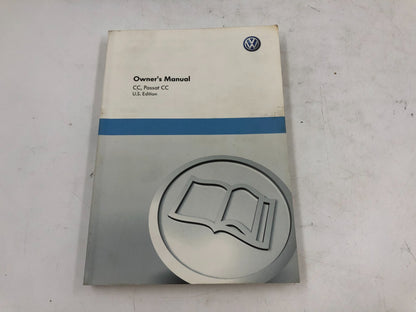 Owner's Manual
CC, Passat CC
U.S. Edition